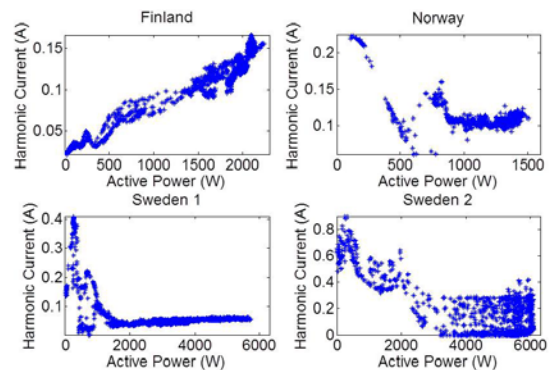 Finland
Harmonic Current (A)
0.15
0.1
0.05
0 500 1000 1500 2000
Active Power (W)
Norway
Harmonic Current (A)
0.2
0.1
0 500 1000 1500
Active Power (W)
Sweden 1
Harmonic Current (A)
0.4
0.3
0.2
0.1
0 2000 4000 6000
Active Power (W)
Sweden 2
Harmonic Current (A)
0.8
0.6
0.4
0.2
0
0 2000 4000 6000
Active Power (W)